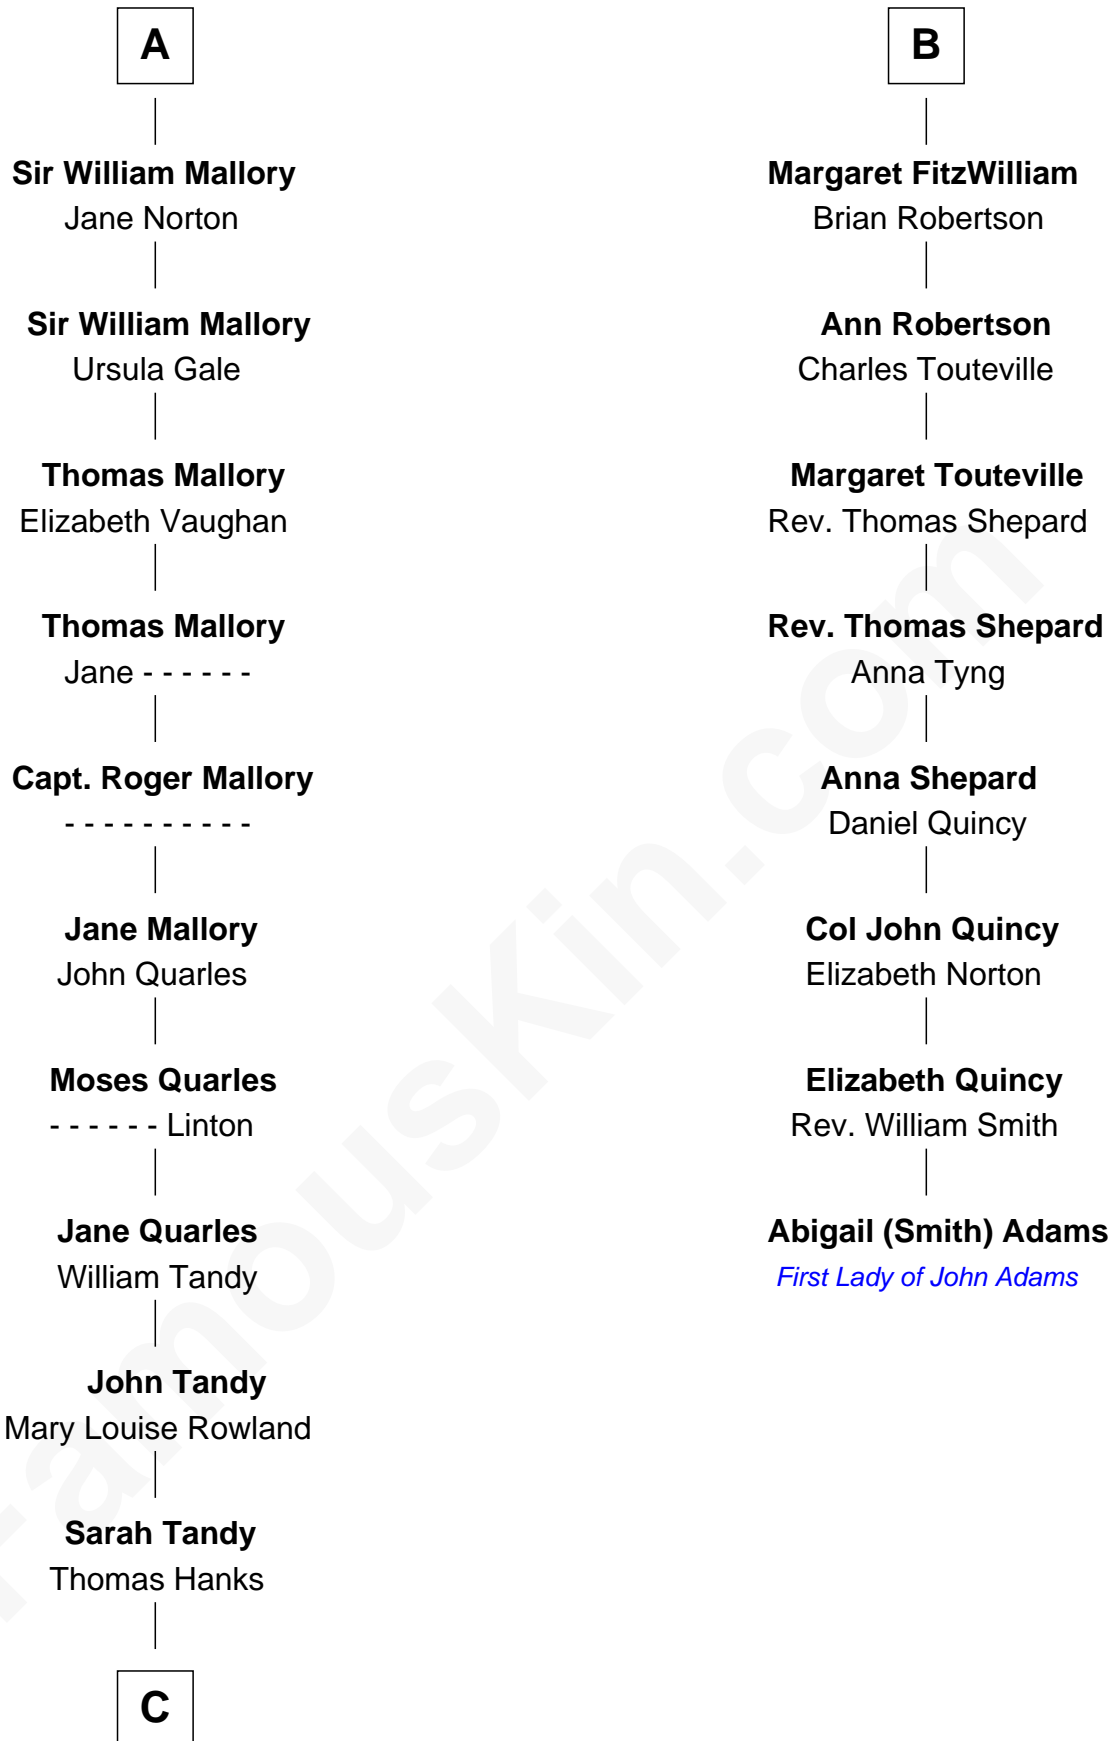 A
Sir William Mallory
Jane Norton
Sir William Mallory
Ursula Gale
Thomas Mallory
Elizabeth Vaughan
Thomas Mallory
Jane - - - - - -
Capt. Roger Mallory
- - - - - - - - - -
Jane Mallory
John Quarles
Moses Quarles
- - - - - - Linton
Jane Quarles
William Tandy
John Tandy
Mary Louise Rowland
Sarah Tandy
Thomas Hanks
C
B
Margaret FitzWilliam
Brian Robertson
Ann Robertson
Charles Touteville
Margaret Touteville
Rev. Thomas Shepard
Rev. Thomas Shepard
Anna Tyng
Anna Shepard
Daniel Quincy
Col John Quincy
Elizabeth Norton
Elizabeth Quincy
Rev. William Smith
Abigail (Smith) Adams
First Lady of John Adams
FamousKin.com